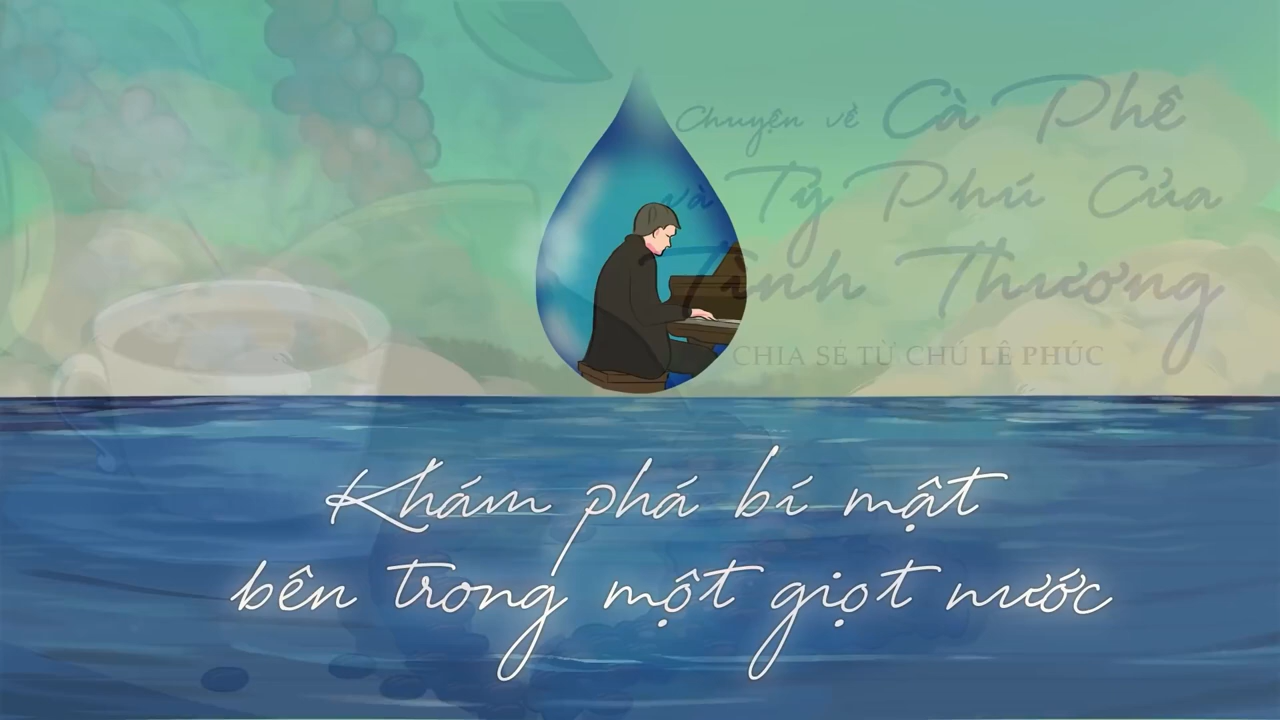 Chuyện về Cà Phê
và Tỷ Phú Của
Tình Thương
CHIA SẺ TỪ CHÚ LÊ PHÚC
Khám phá bí mật
bên trong một giọt nước